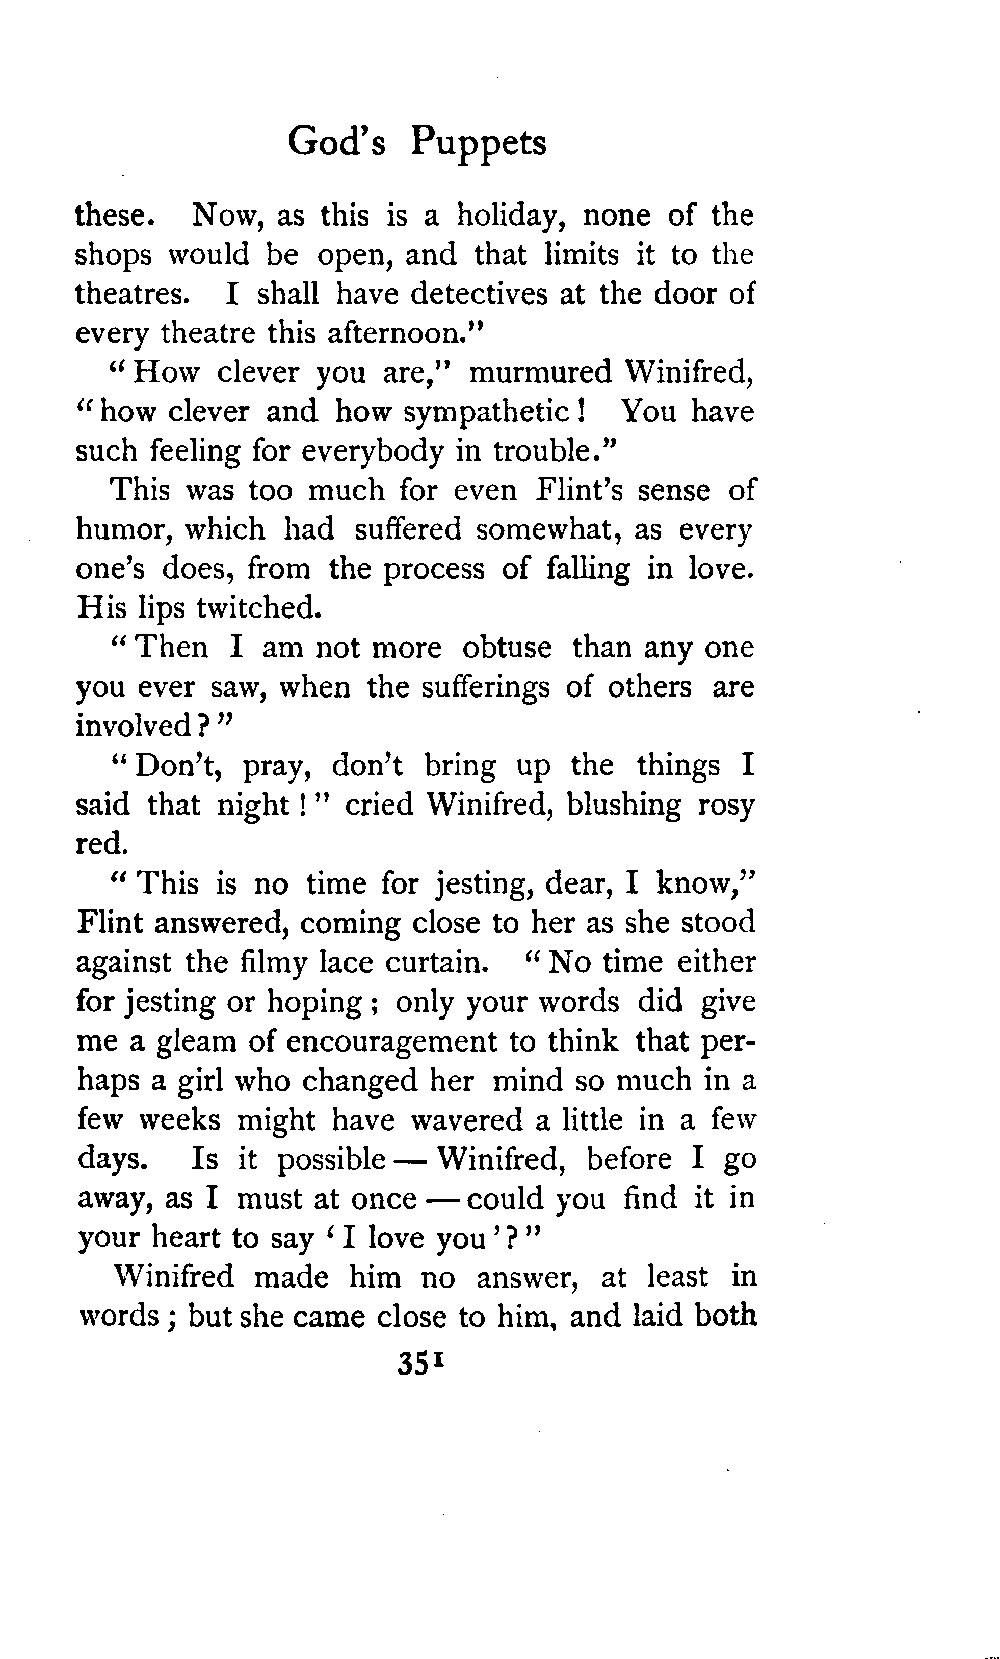 God's Puppets
these. Now, as this is a holiday, none of the
shops would be open, and that limits it to the
theatres. I shall have detectives at the door of
every theatre this afternoon."
"How clever you are," murmured Winifred,
"how clever and how sympathetic! You have
such feeling for everybody in trouble."
This was too much for even Flint's sense of
humor, which had suffered somewhat, as every
one's does, from the process of falling in love.
His lips twitched.
"Then I am not more obtuse than any one
you ever saw, when the sufferings of others are
involved?"
"Don't, pray, don't bring up the things I
said that night!" cried Winifred, blushing rosy
red.
"This is no time for jesting, dear, I know,"
Flint answered, coming close to her as she stood
against the filmy lace curtain. "No time either
for jesting or hoping; only your words did give
me a gleam of encouragement to think that per-
haps a girl who changed her mind so much in a
few weeks might have wavered a little in a few
days. Is it possible — Winifred, before I go
away, as I must at once — could you find it in
your heart to say 'I love you'?"
Winifred made him no answer, at least in
words; but she came close to him, and laid both
351